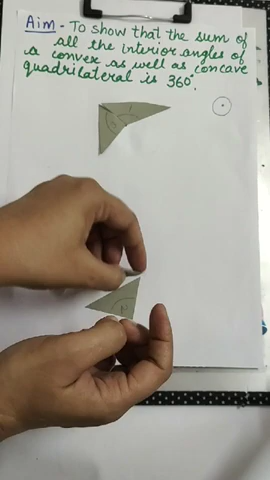 Aim - To show that the sum of
all the interior angles of
a convex as well as concave
quadrilateral is 360°.